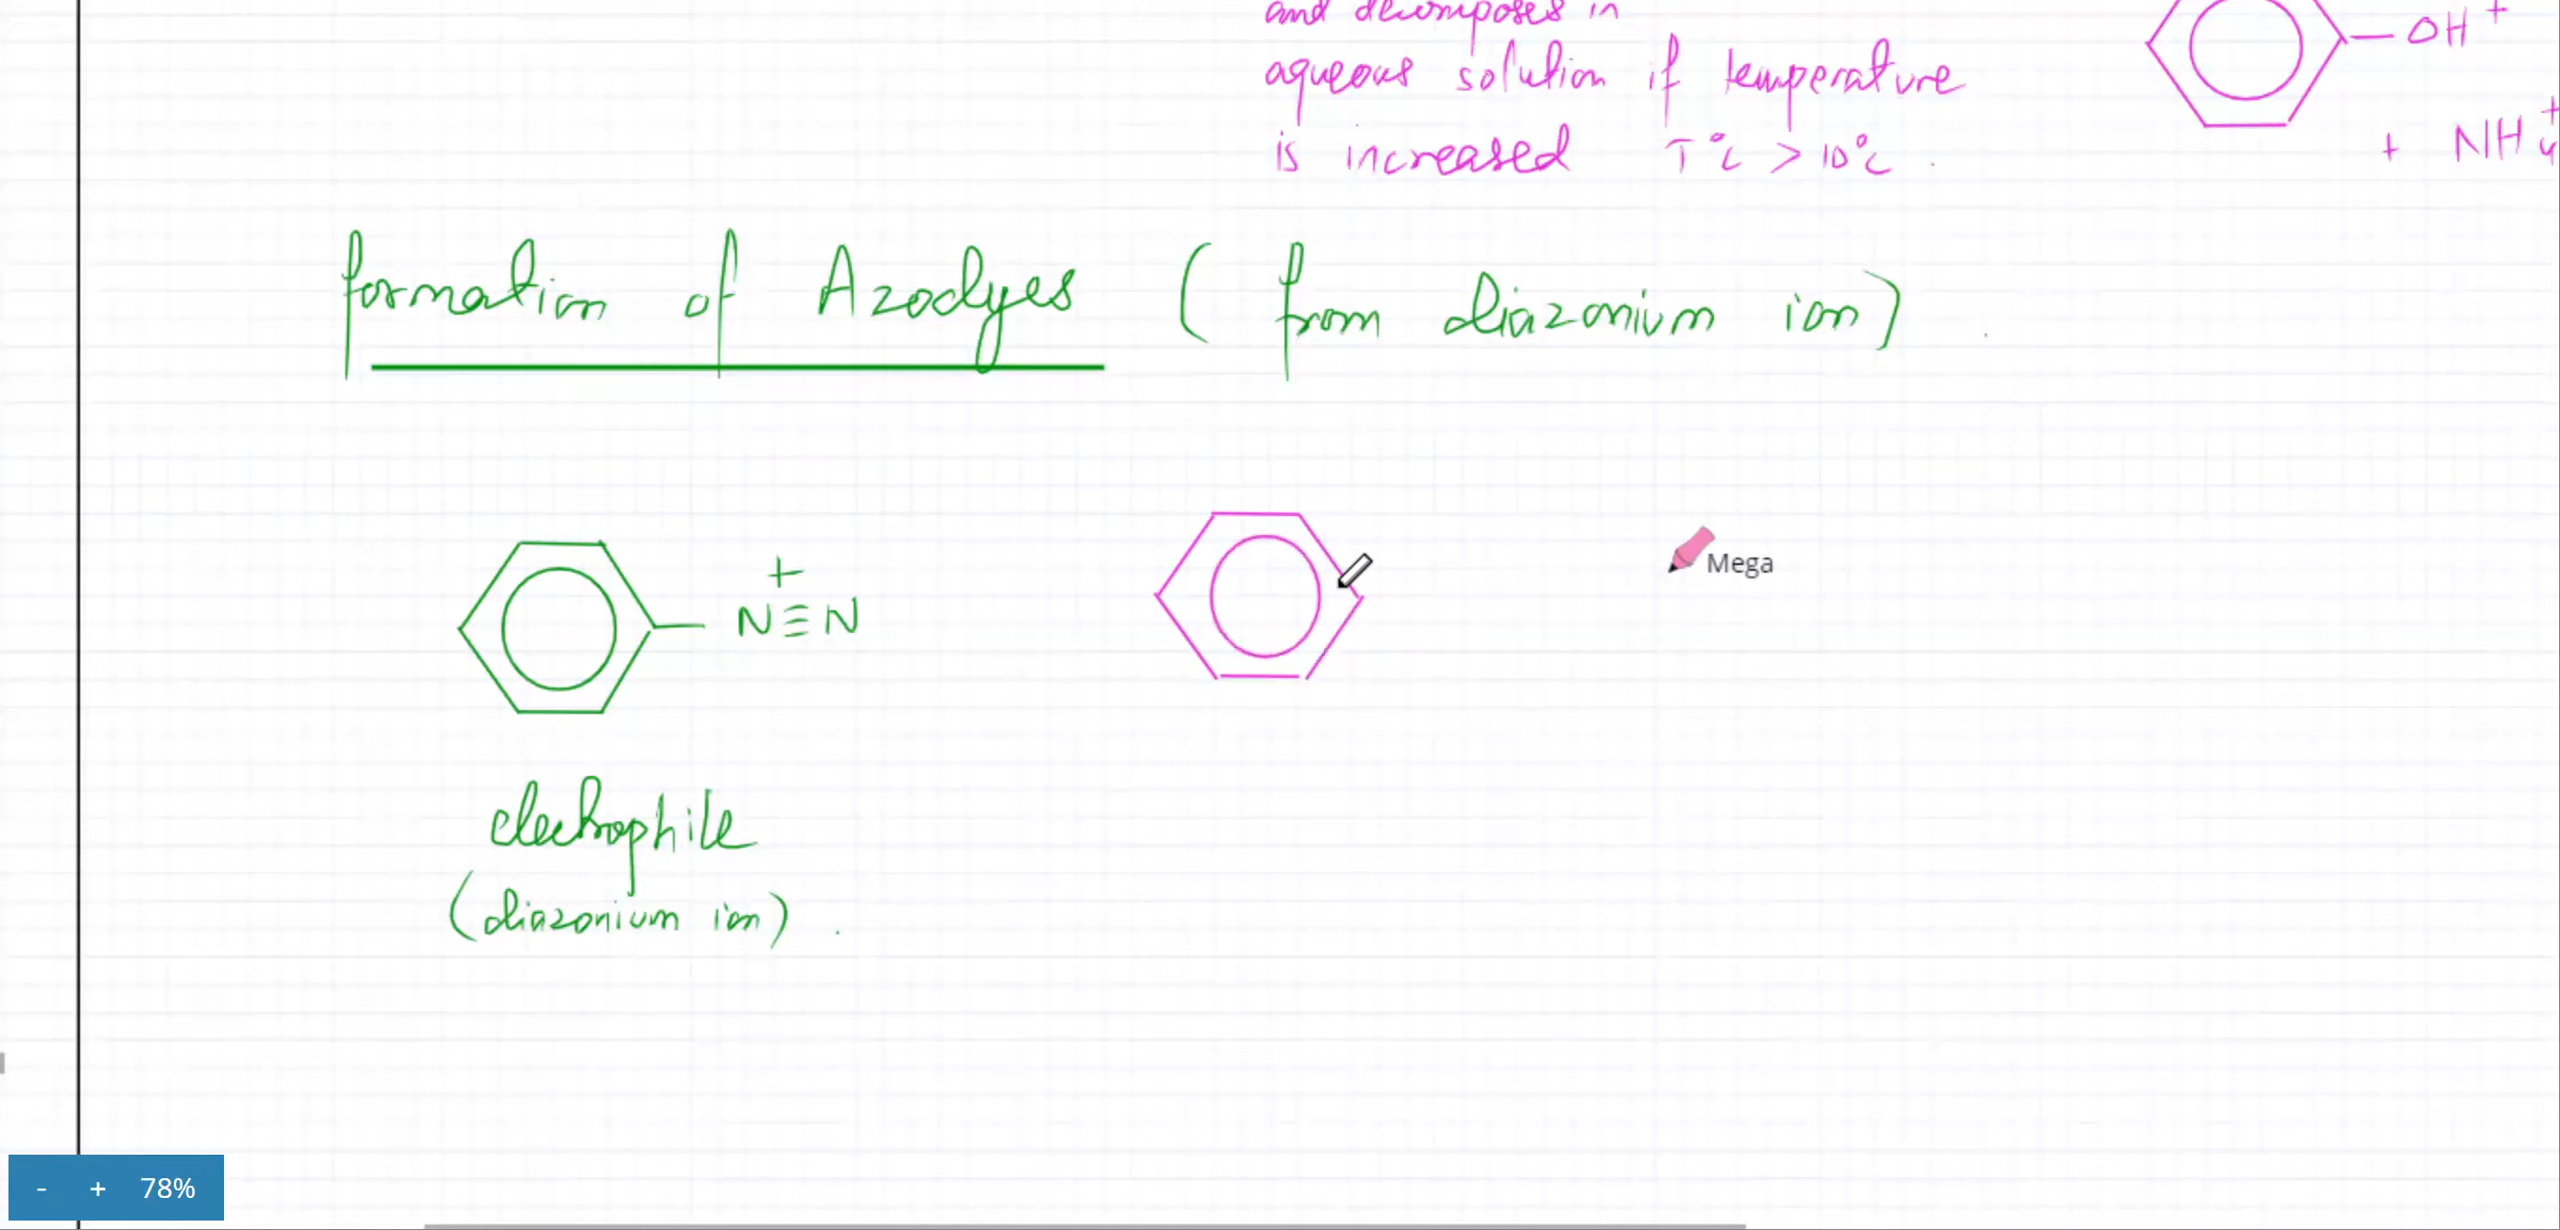 and decomposes in
aqueous solution if temperature
is increased T°C > 10°C .
OH +
+ NH4+
formation of Azodyes ( from diazonium ion) .
+
N≡N
Mega
electrophile
(diazonium ion) .
- + 78%